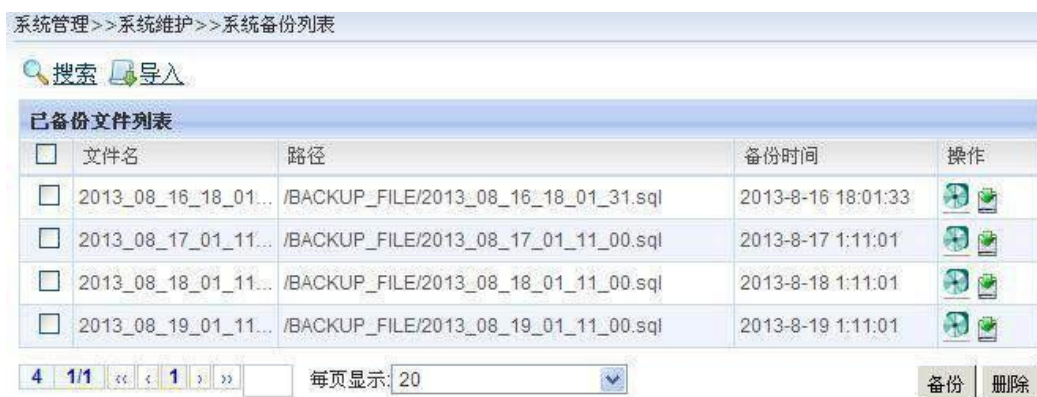 系统管理>>系统维护>>系统备份列表
搜索 导入
已备份文件列表
文件名 路径 备份时间 操作
2013_08_16_18_01... /BACKUP_FILE/2013_08_16_18_01_31.sql 2013-8-16 18:01:33
2013_08_17_01_11... /BACKUP_FILE/2013_08_17_01_11_00.sql 2013-8-17 1:11:01
2013_08_18_01_11... /BACKUP_FILE/2013_08_18_01_11_00.sql 2013-8-18 1:11:01
2013_08_19_01_11... /BACKUP_FILE/2013_08_19_01_11_00.sql 2013-8-19 1:11:01
4 1/1 « ‹ 1 › » 每页显示: 20 备份 删除